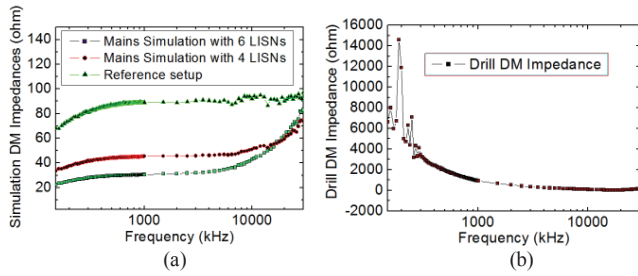 Simulation DM Impedances (ohm)
140
120
100
80
60
40
20
Mains Simulation with 6 LISNs
Mains Simulation with 4 LISNs
Reference setup
1000
10000
Frequency (kHz)
(a)
Drill DM Impedance (ohm)
16000
14000
12000
10000
8000
6000
4000
2000
0
-2000
Drill DM Impedance
1000
10000
Frequency (kHz)
(b)